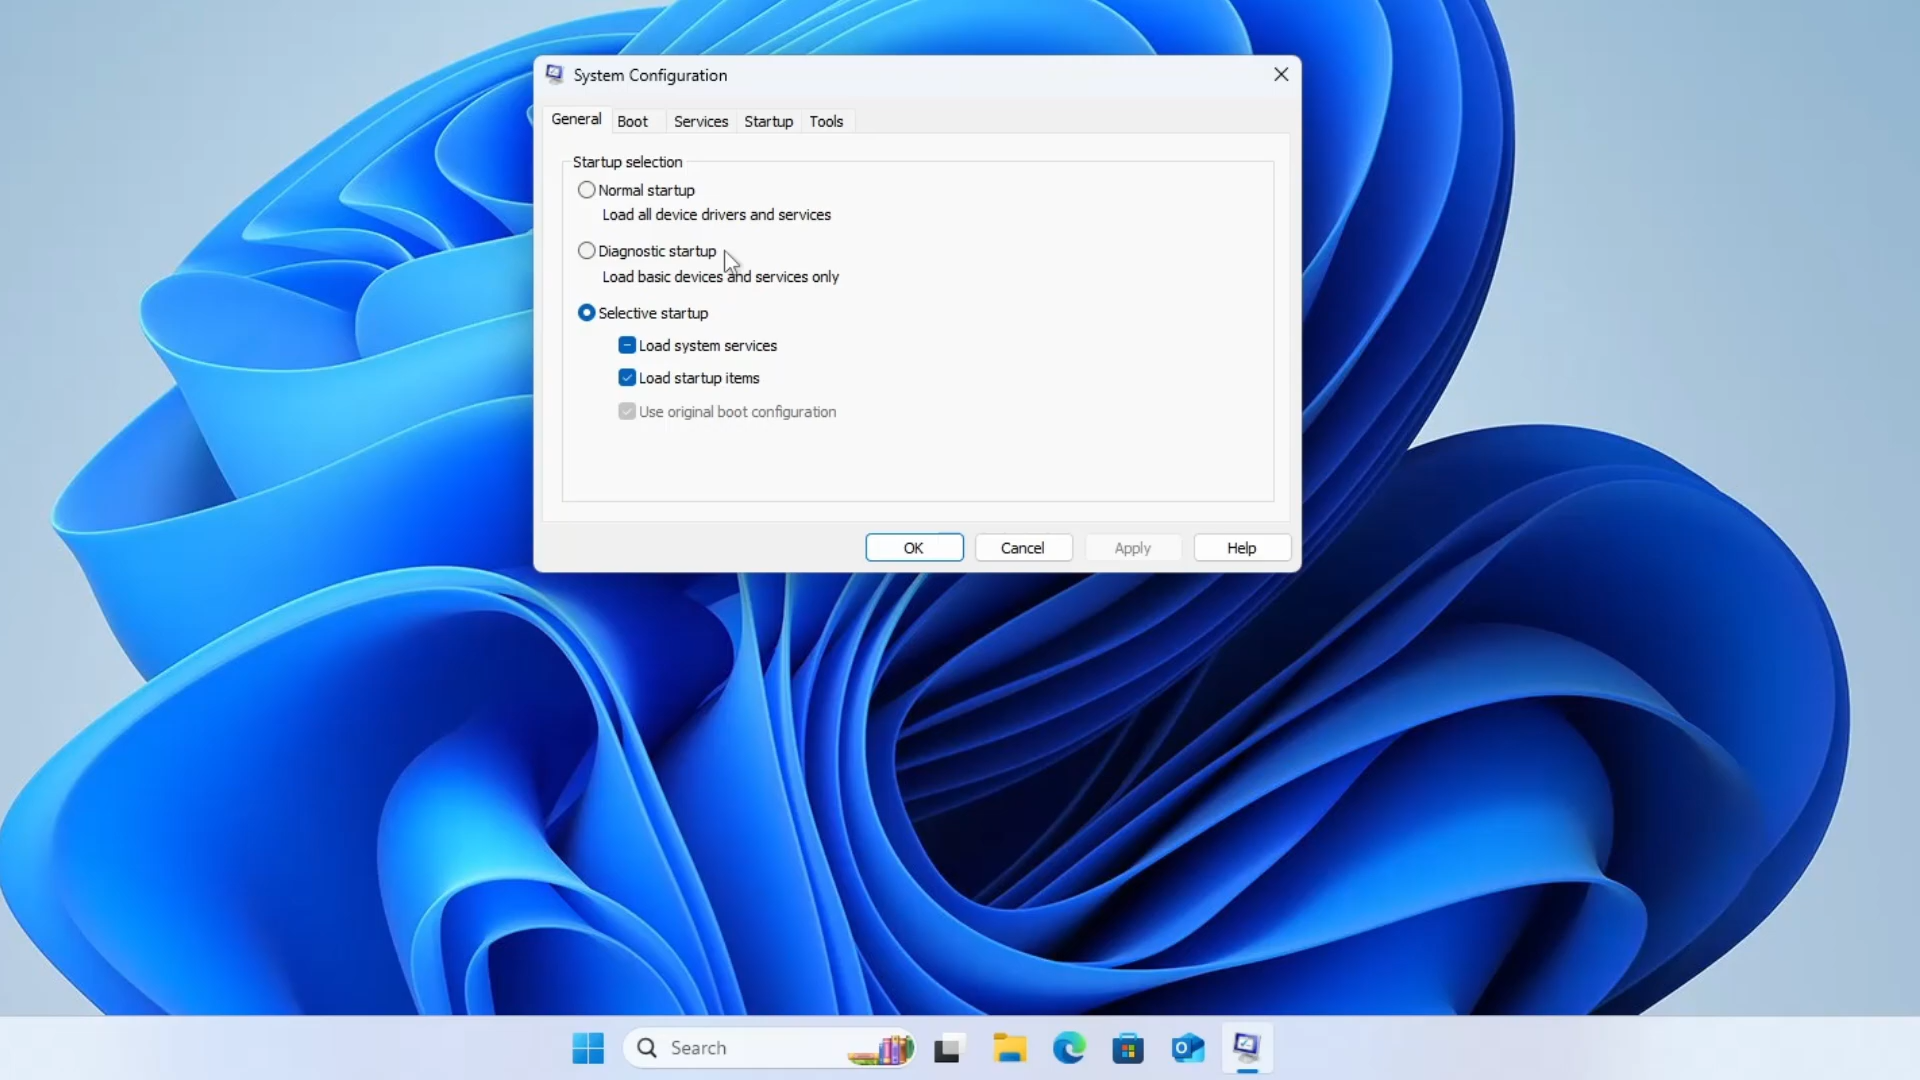 System Configuration
General Boot Services Startup Tools
Startup selection
Normal startup
Load all device drivers and services
Diagnostic startup
Load basic devices and services only
Selective startup
Load system services
Load startup items
Use original boot configuration
OK Cancel Apply Help
Search